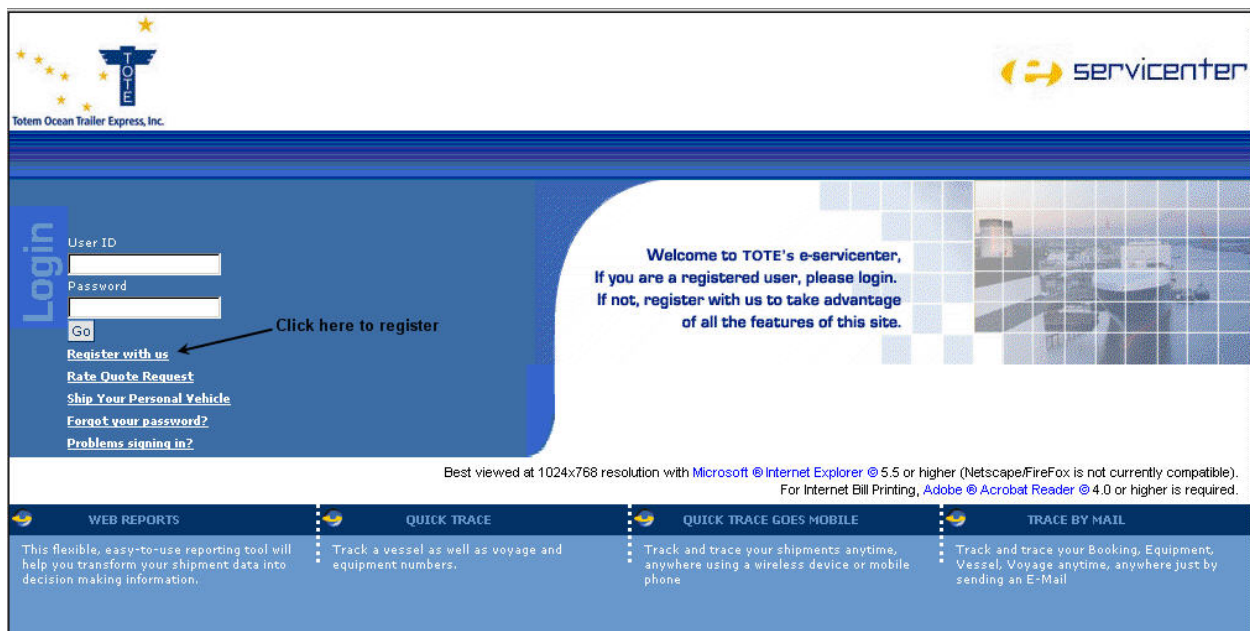 TOTE
Totem Ocean Trailer Express, Inc.
e servicenter
Login
User ID
Password
Go
Click here to register
Register with us
Rate Quote Request
Ship Your Personal Vehicle
Forgot your password?
Problems signing in?
Welcome to TOTE's e-servicenter,
If you are a registered user, please login.
If not, register with us to take advantage
of all the features of this site.
Best viewed at 1024x768 resolution with Microsoft ® Internet Explorer © 5.5 or higher (Netscape/FireFox is not currently compatible).
For Internet Bill Printing, Adobe ® Acrobat Reader © 4.0 or higher is required.
WEB REPORTS
This flexible, easy-to-use reporting tool will
help you transform your shipment data into
decision making information.
QUICK TRACE
Track a vessel as well as voyage and
equipment numbers.
QUICK TRACE GOES MOBILE
Track and trace your shipments anytime,
anywhere using a wireless device or mobile
phone
TRACE BY MAIL
Track and trace your Booking, Equipment,
Vessel, Voyage anytime, anywhere just by
sending an E-Mail